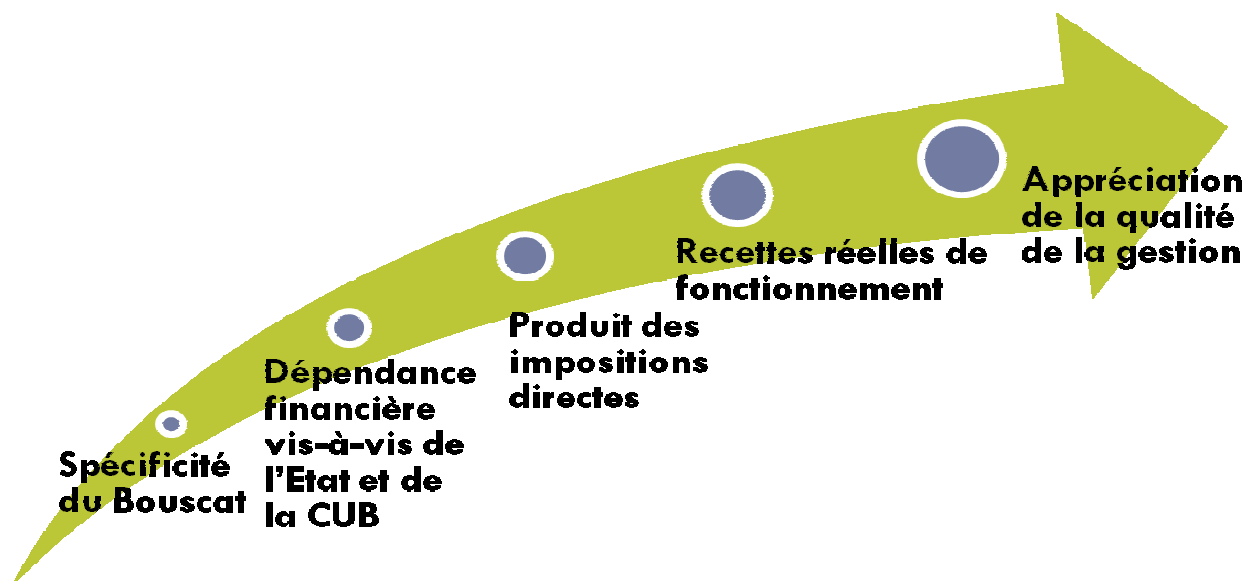 Spécificité
du Bouscat
Dépendance
financière
vis-à-vis de
l'Etat et de
la CUB
Produit des
impositions
directes
Recettes réelles de
fonctionnement
Appréciation
de la qualité
de la gestion